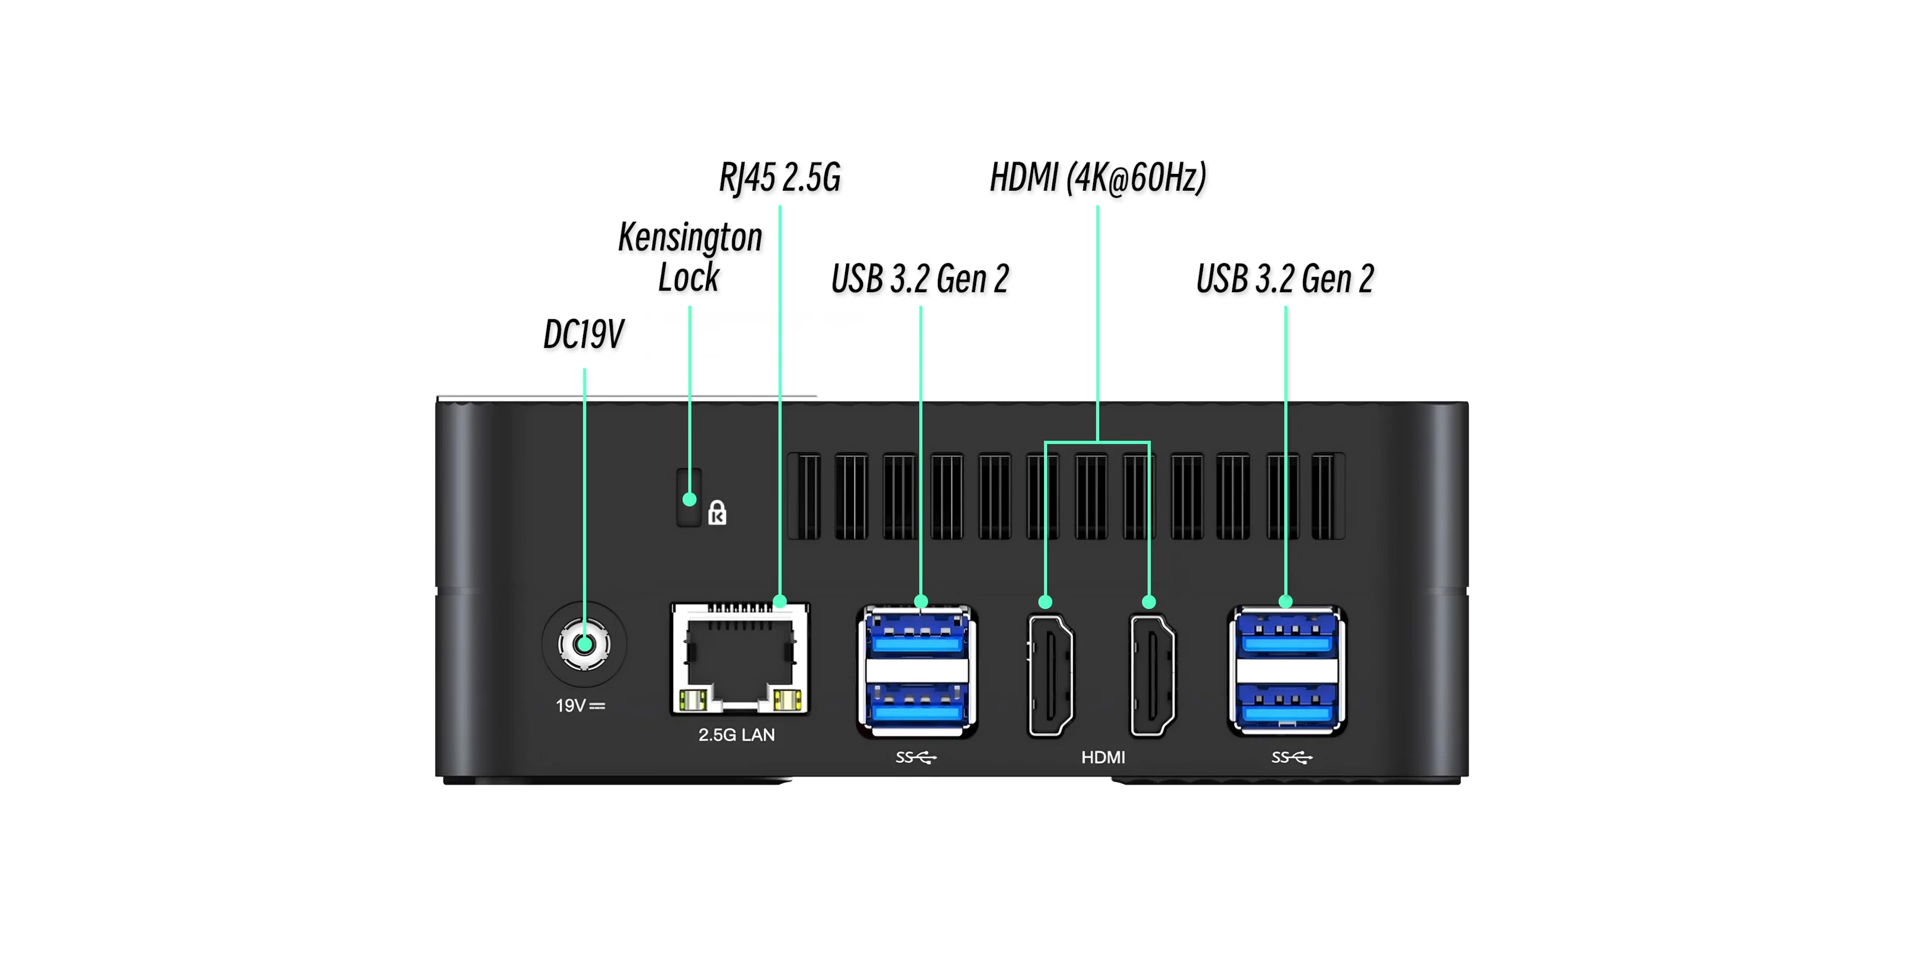 RJ45 2.5G
HDMI (4K@60Hz)
Kensington
Lock
USB 3.2 Gen 2
USB 3.2 Gen 2
DC19V
19V
2.5G LAN
SS
HDMI
SS